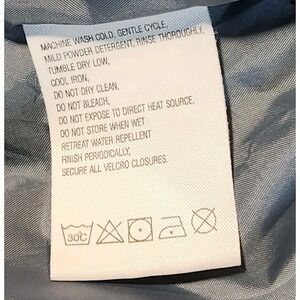 MACHINE WASH COLD, GENTLE CYCLE.
MILD POWDER DETERGENT, RINSE THOROUGHLY,
TUMBLE DRY LOW,
COOL IRON,
DO NOT DRY CLEAN,
DO NOT BLEACH,
DO NOT EXPOSE TO DIRECT HEAT SOURCE,
DO NOT STORE WHEN WET
RETREAT WATER REPELLENT
FINISH PERIODICALLY,
SECURE ALL VELCRO CLOSURES
30C